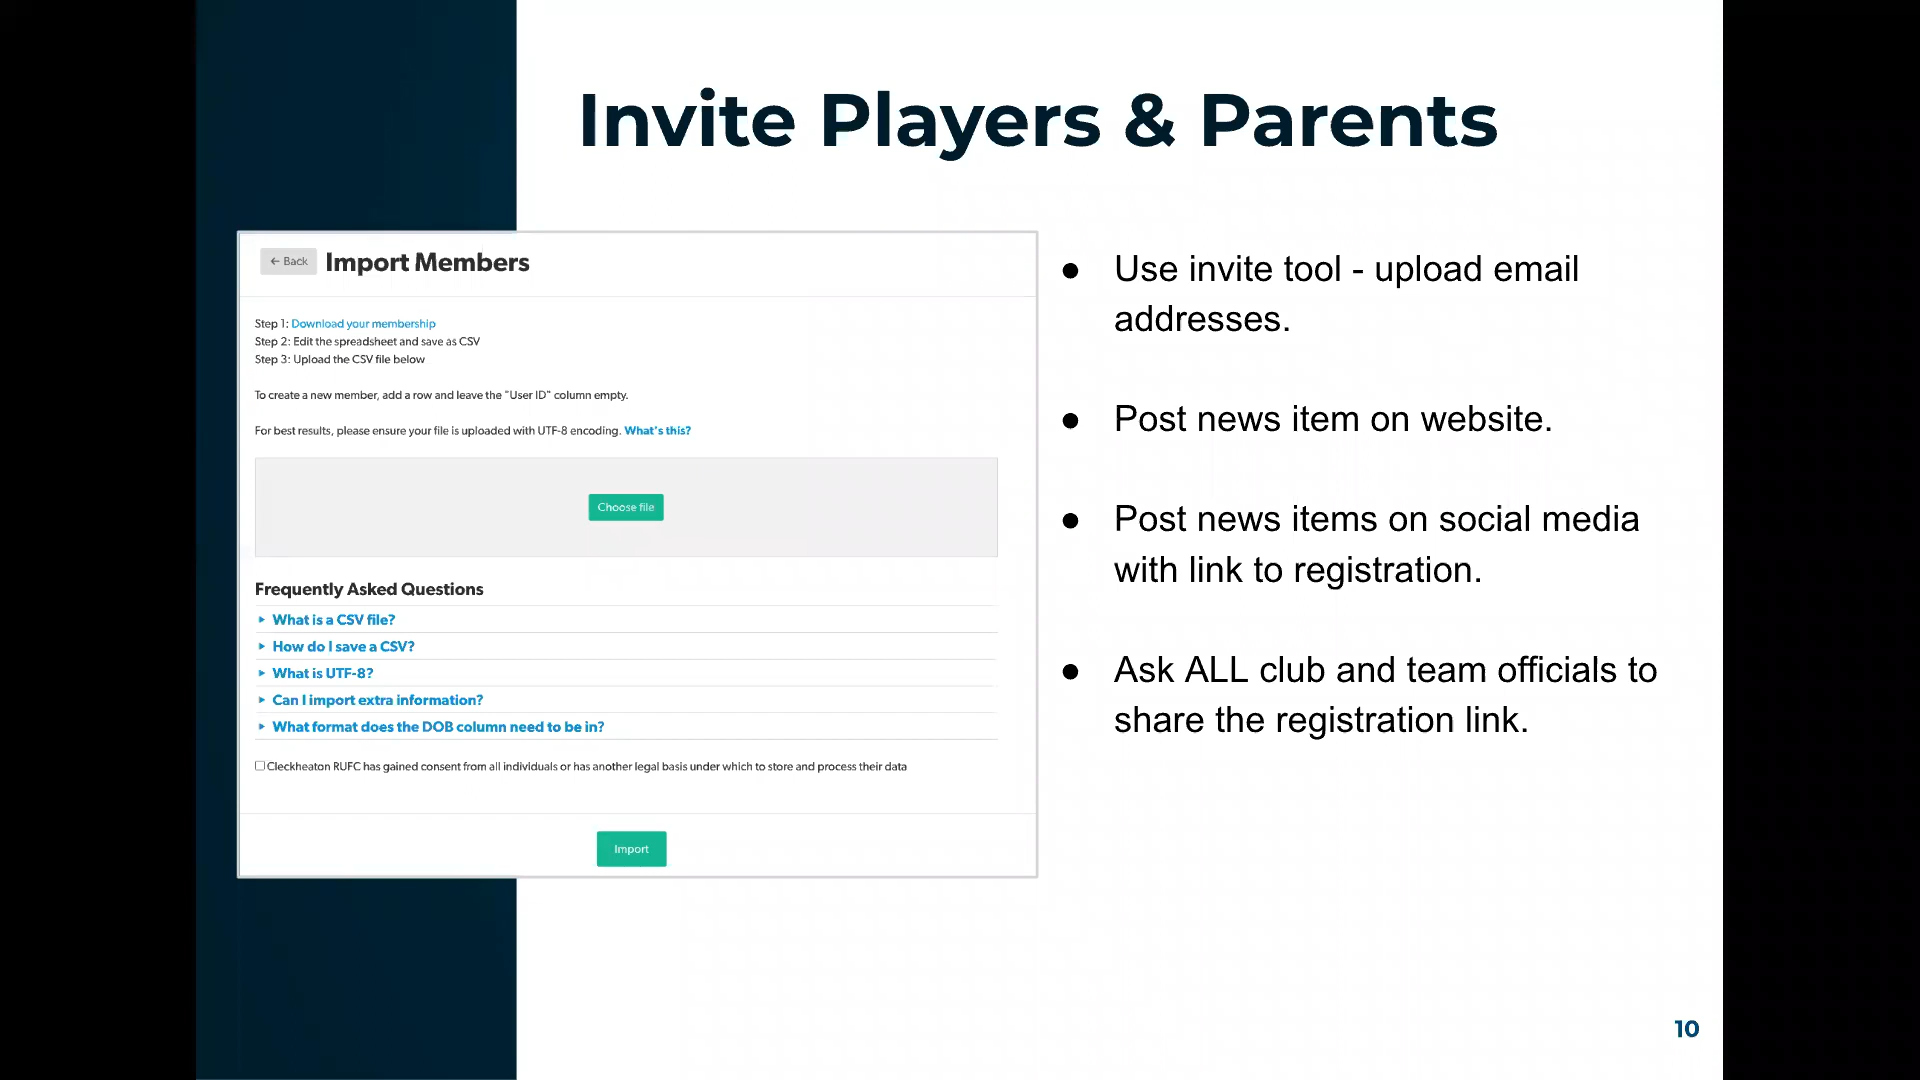 Invite Players & Parents
← Back Import Members
Step 1: Download your membership
Step 2: Edit the spreadsheet and save as CSV
Step 3: Upload the CSV file below
To create a new member, add a row and leave the "User ID" column empty.
For best results, please ensure your file is uploaded with UTF-8 encoding. What's this?
Choose file
Frequently Asked Questions
What is a CSV file?
How do I save a CSV?
What is UTF-8?
Can I import extra information?
What format does the DOB column need to be in?
Cleckheaton RUFC has gained consent from all individuals or has another legal basis under which to store and process their data
Import
● Use invite tool - upload email
addresses.
● Post news item on website.
● Post news items on social media
with link to registration.
● Ask ALL club and team officials to
share the registration link.
10